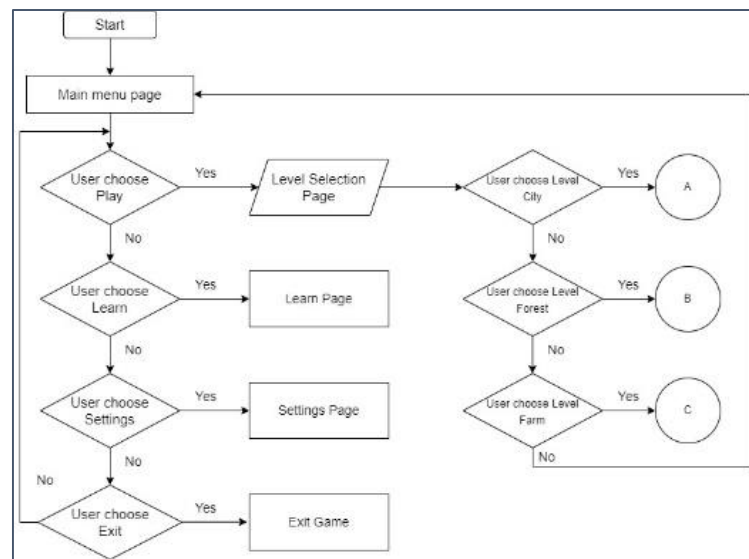 Start
Main menu page
User choose
Play
Yes
Level Selection
Page
User choose Level
City
Yes
A
No
No
User choose
Learn
Yes
Learn Page
User choose Level
Forest
Yes
B
No
No
User choose
Settings
Yes
Settings Page
User choose Level
Farm
Yes
C
No
No
No
User choose
Exit
Yes
Exit Game